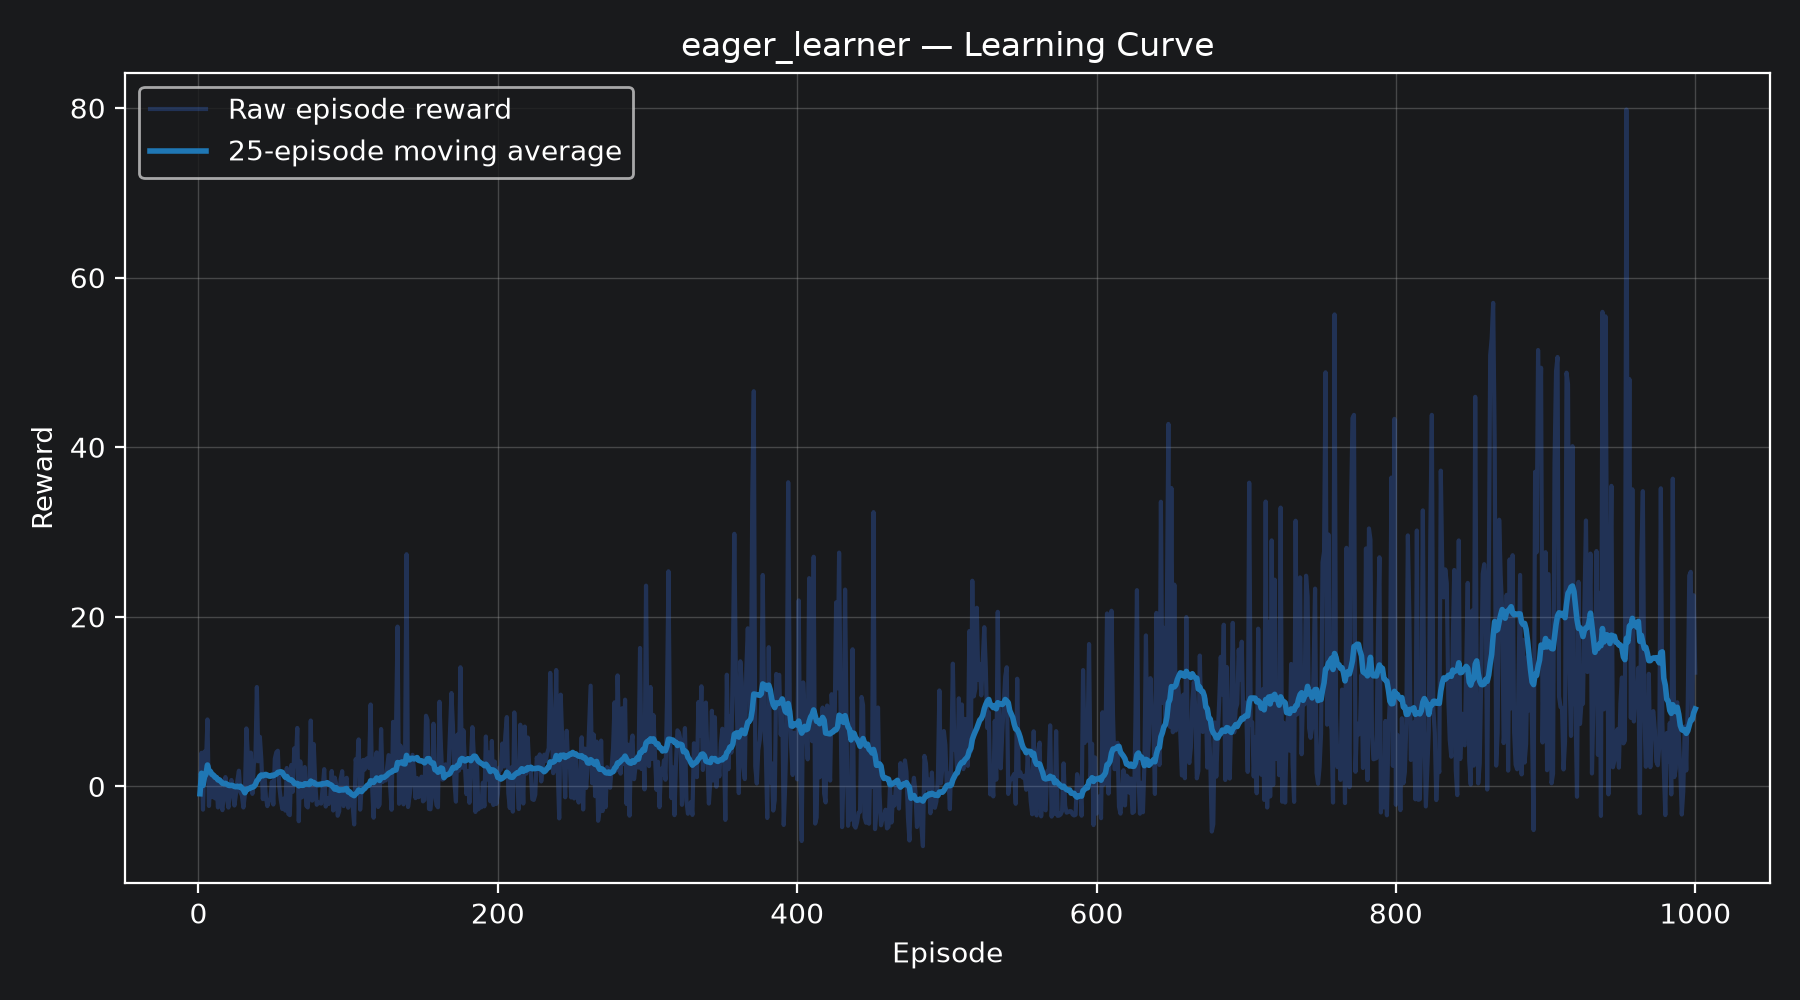 eager_learner — Learning Curve
Raw episode reward
25-episode moving average
80
60
40
20
0
Reward
0 200 400 600 800 1000
Episode